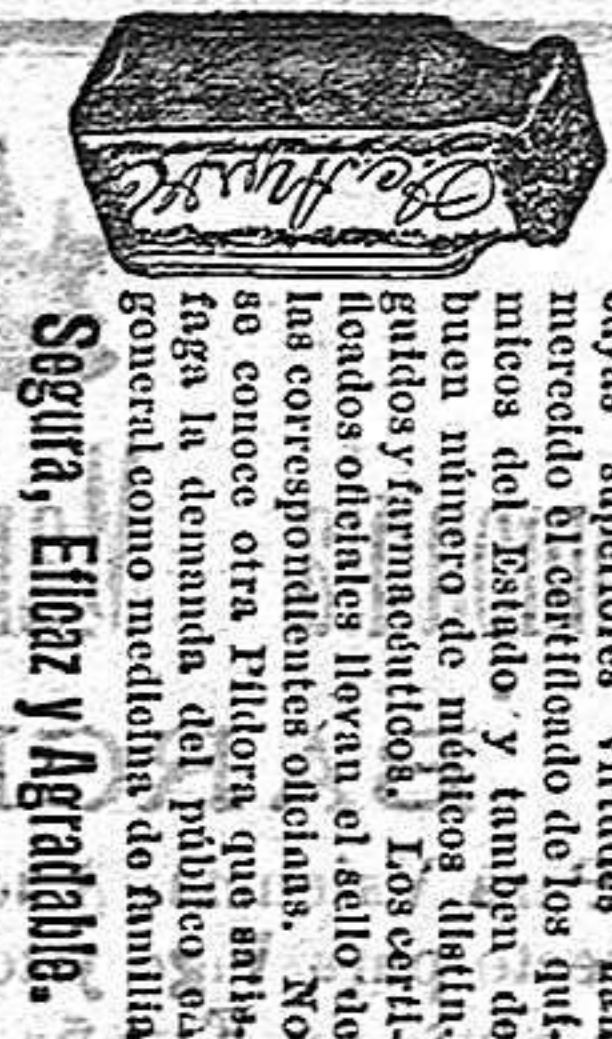 superiores
merecido el certificado de los quí-
micos del Estado y tamben de
buen número de médicos distin-
guidos y farmacéuticos. Los certi-
ficados oficiales llevan el sello de
las correspondientes oficinas. No
se conoce otra Píldora que satis-
faga la demanda del público en
general como medicina de familia
Segura, Eficaz y Agradable.